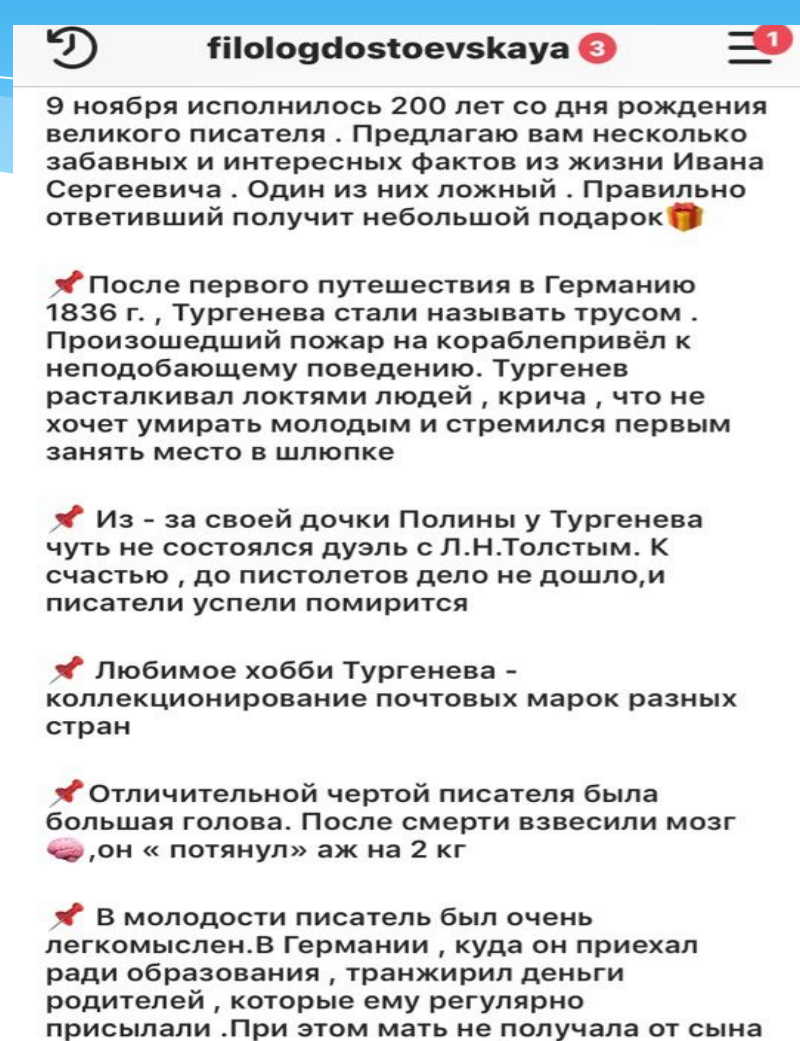 filologdostoevskaya 3
1
9 ноября исполнилось 200 лет со дня рождения
великого писателя . Предлагаю вам несколько
забавных и интересных фактов из жизни Ивана
Сергеевича . Один из них ложный . Правильно
ответивший получит небольшой подарок🎁
📌После первого путешествия в Германию
1836 г. , Тургенева стали называть трусом .
Произошедший пожар на кораблепривёл к
неподобающему поведению. Тургенев
расталкивал локтями людей , крича , что не
хочет умирать молодым и стремился первым
занять место в шлюпке
📌 Из - за своей дочки Полины у Тургенева
чуть не состоялся дуэль с Л.Н.Толстым. К
счастью , до пистолетов дело не дошло,и
писатели успели помирится
📌 Любимое хобби Тургенева -
коллекционирование почтовых марок разных
стран
📌Отличительной чертой писателя была
большая голова. После смерти взвесили мозг
🧠,он « потянул» аж на 2 кг
📌 В молодости писатель был очень
легкомыслен.В Германии , куда он приехал
ради образования , транжирил деньги
родителей , которые ему регулярно
присылали .При этом мать не получала от сына